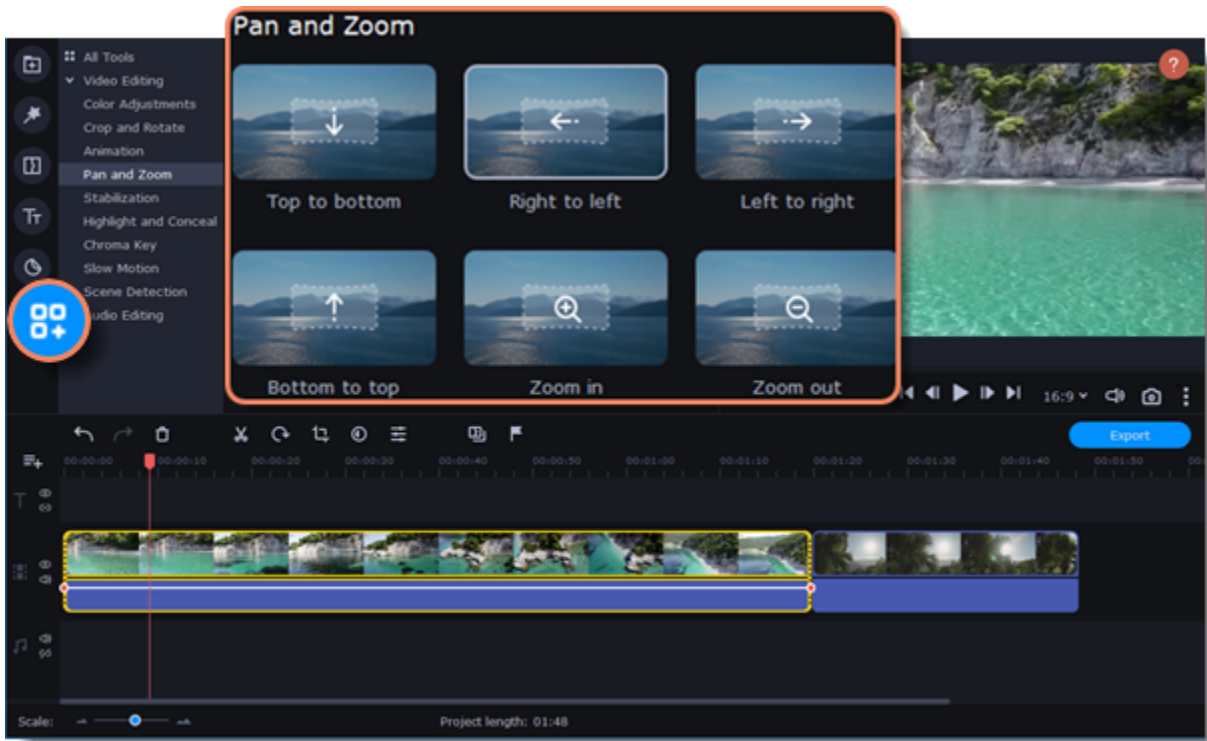 Pan and Zoom
All Tools
Video Editing
Color Adjustments
Crop and Rotate
Animation
Pan and Zoom
Stabilization
Highlight and Conceal
Chroma Key
Slow Motion
Scene Detection
udio Editing
Top to bottom
Right to left
Left to right
Bottom to top
Zoom in
Zoom out
?
16:9
Export
00:00:00 00:00:10 00:00:20 00:00:30 00:00:40 00:00:50 00:01:00 00:01:10 00:01:20 00:01:30 00:01:40 00:01:50 00:
Scale:
Project length: 01:48